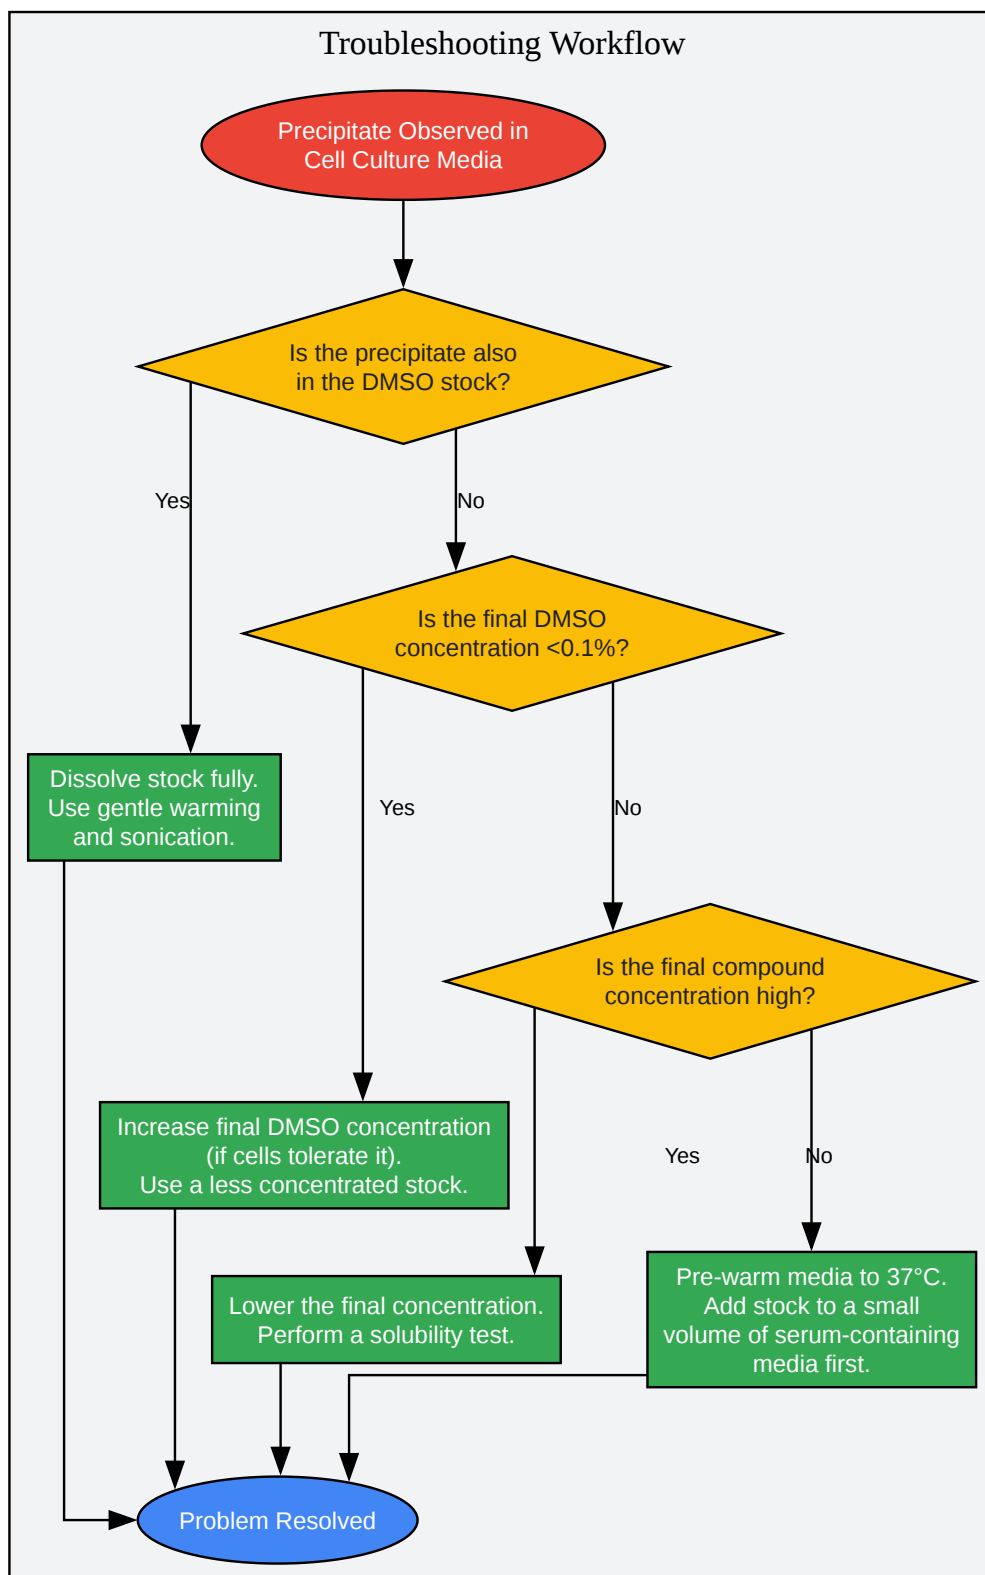 Troubleshooting Workflow
Precipitate Observed in
Cell Culture Media
Is the precipitate also
in the DMSO stock?
Yes
No
Is the final DMSO
concentration <0.1%?
Dissolve stock fully.
Use gentle warming
and sonication.
Yes
No
Is the final compound
concentration high?
Increase final DMSO concentration
(if cells tolerate it).
Use a less concentrated stock.
Yes
No
Lower the final concentration.
Perform a solubility test.
Pre-warm media to 37°C.
Add stock to a small
volume of serum-containing
media first.
Problem Resolved